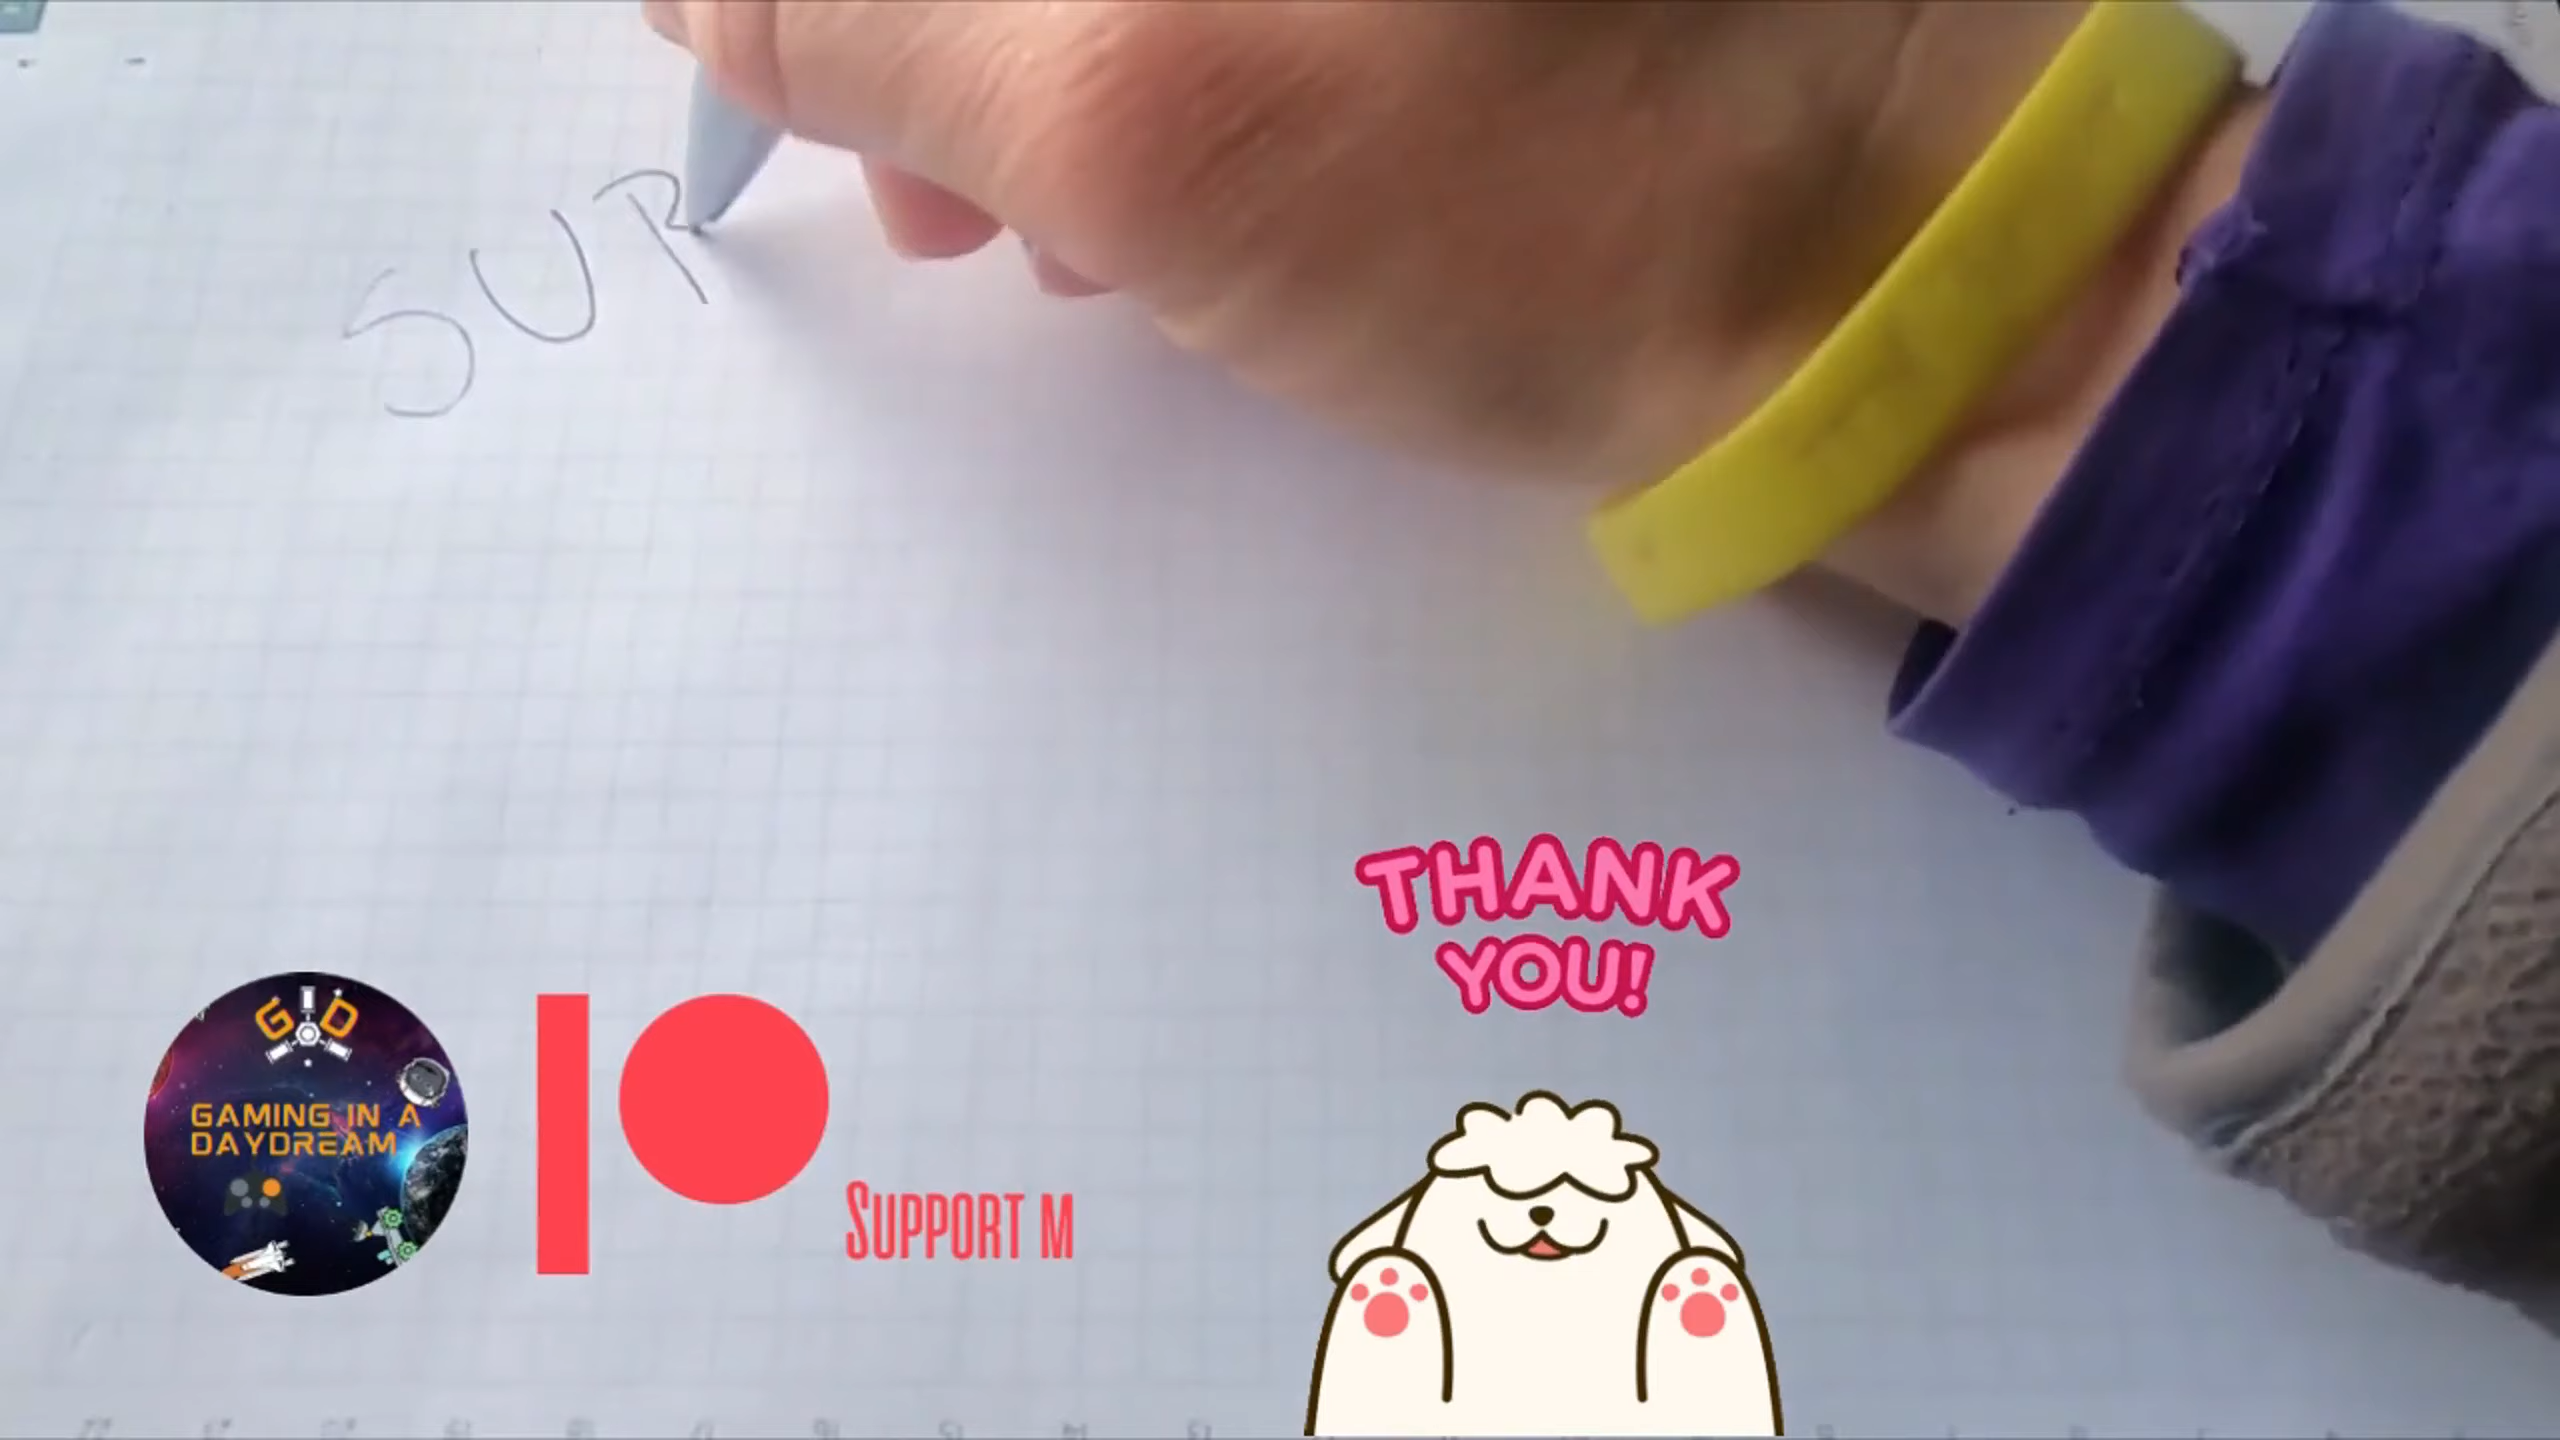 SUR
THANK
YOU!
G D
GAMING IN A
DAYDREAM
SUPPORT M